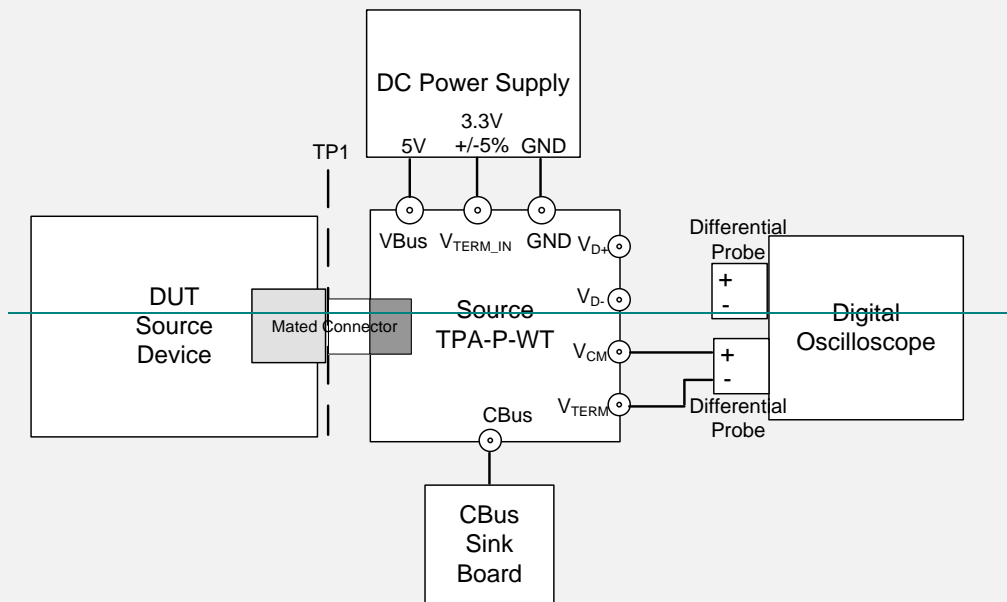 DC Power Supply
3.3V
5V +/-5% GND
TP1
VBus VTERM_IN GND
VD+
Differential
Probe
+
-
DUT
Source
Device
Mated Connector
Source
TPA-P-WT
VD-
VCM
VTERM
CBus
+
-
Differential
Probe
Digital
Oscilloscope
CBus
Sink
Board